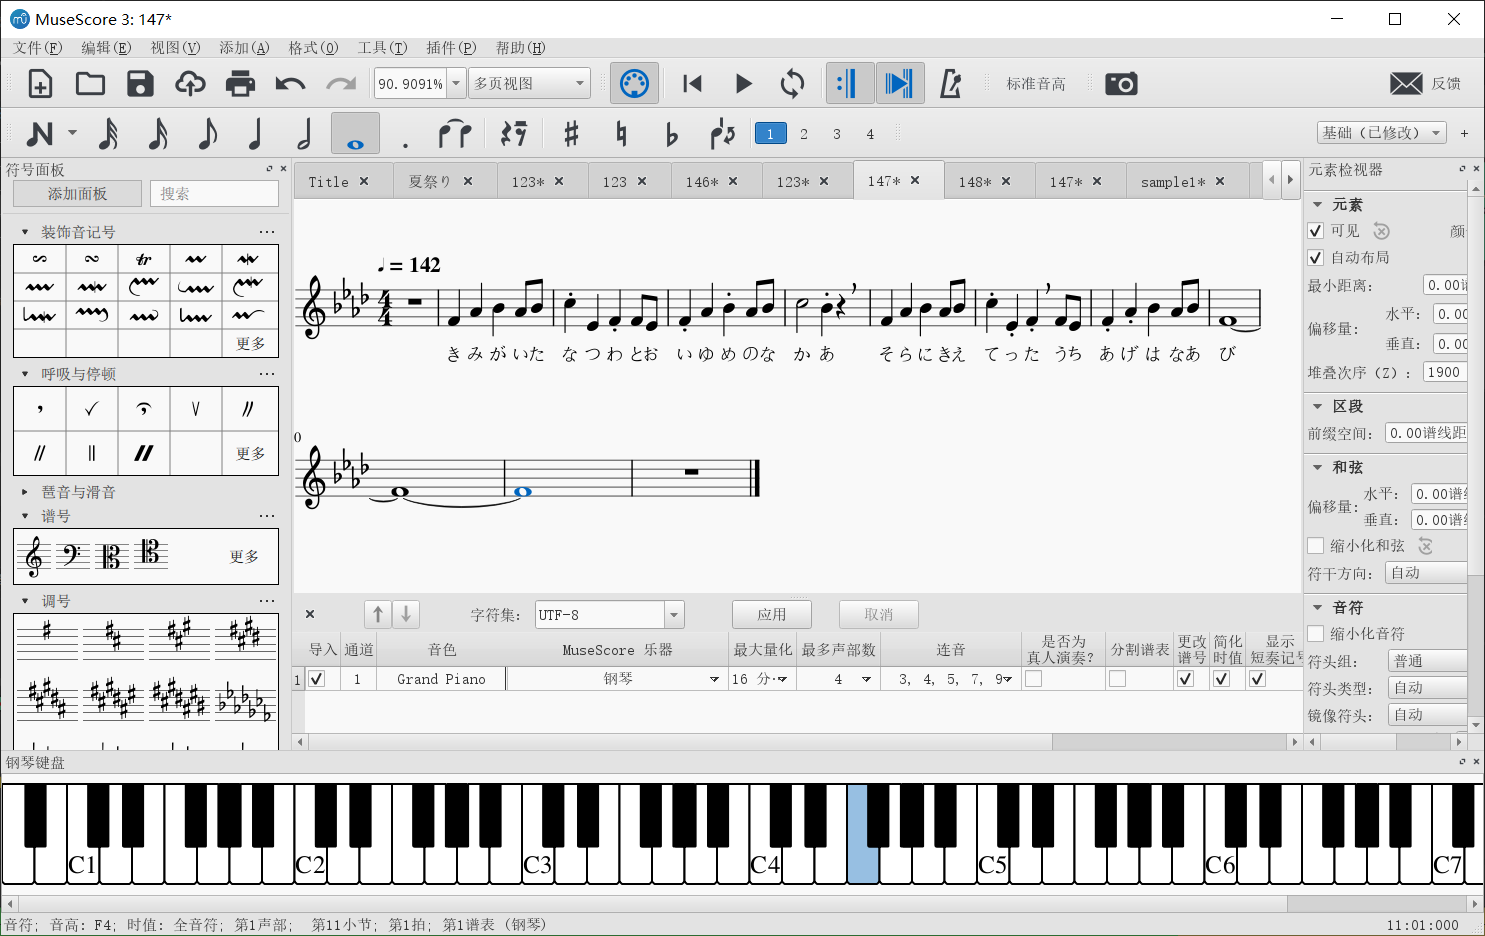 MuseScore 3: 147*
文件(F) 编辑(E) 视图(V) 添加(A) 格式(O) 工具(T) 插件(P) 帮助(H)
90.9091% 多页视图 标准音高 反馈
1 2 3 4 基础（已修改） +
符号面板
添加面板 搜索
Title 夏祭り 123* 123 146* 123* 147* 148* 147* sample1*
装饰音记号
更多
呼吸与停顿
更多
琶音与滑音
谱号
更多
调号
= 142
きみがいた なつわとお いゆめのな かあ そらにきえ てった うち あげはなあ び
0
字符集: UTF-8 应用 取消
导入 通道 音色 MuseScore 乐器 最大量化 最多声部数 连音 是否为真人演奏? 分割谱表 更改谱号 简化时值 显示短奏记号
1 1 Grand Piano 钢琴 16 分 4 3, 4, 5, 7, 9
元素检视器
元素
可见 颜
自动布局
最小距离: 0.00
偏移量: 水平: 0.00
垂直: 0.00
堆叠次序 (Z): 1900
区段
前缀空间: 0.00谱线距
和弦
偏移量: 水平: 0.00谱线
垂直: 0.00谱线
缩小化和弦
符干方向: 自动
音符
缩小化音符
符头组: 普通
符头类型: 自动
镜像符头: 自动
钢琴键盘
C1 C2 C3 C4 C5 C6 C7
音符; 音高: F4; 时值: 全音符; 第1声部; 第11小节; 第1拍; 第1谱表 (钢琴)
11:01:000